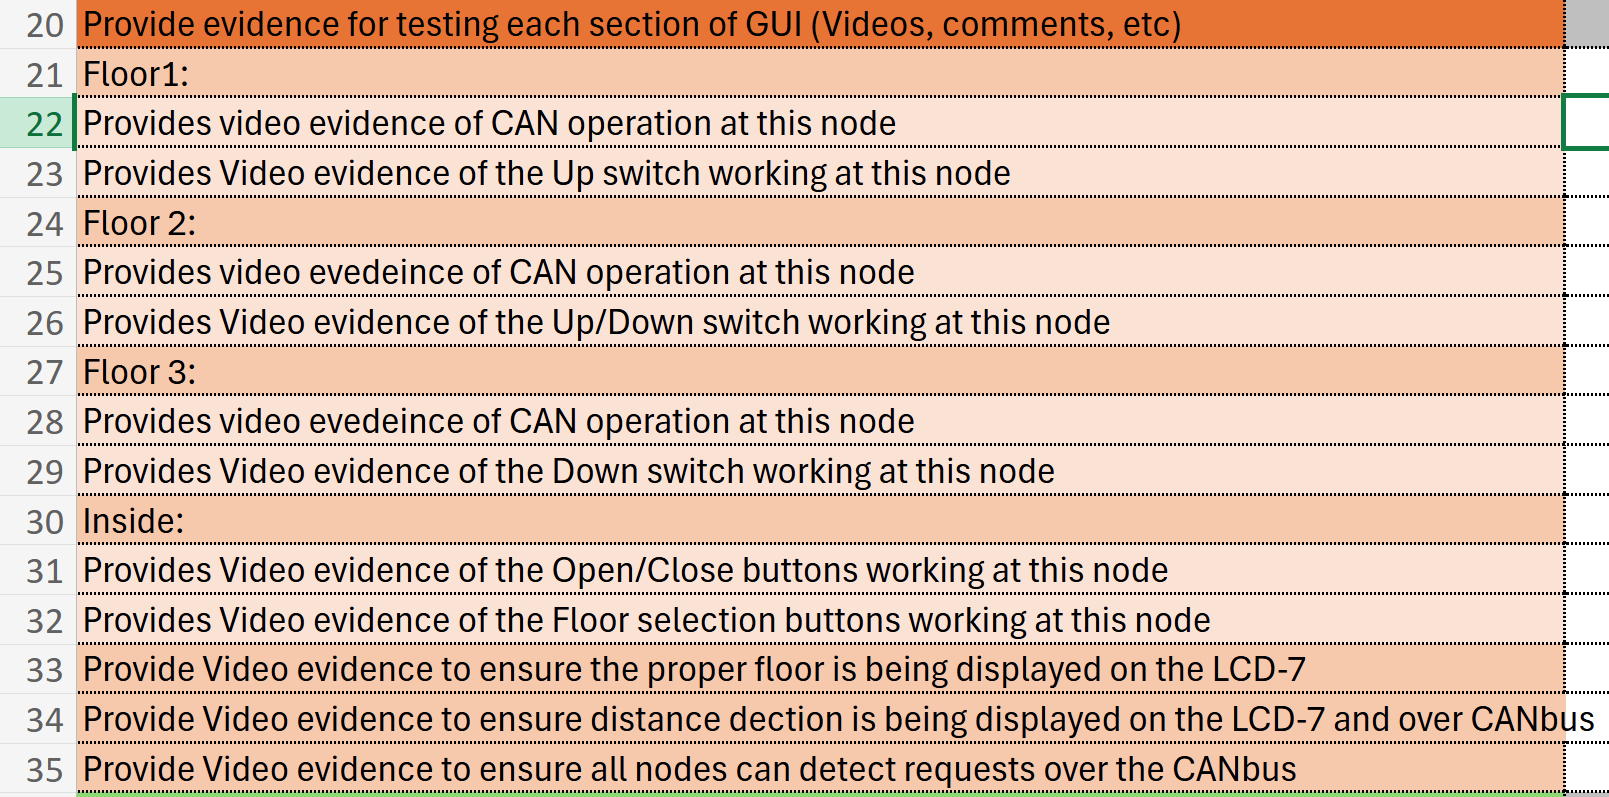 20 Provide evidence for testing each section of GUI (Videos, comments, etc)
21 Floor1:
22 Provides video evidence of CAN operation at this node
23 Provides Video evidence of the Up switch working at this node
24 Floor 2:
25 Provides video evedeince of CAN operation at this node
26 Provides Video evidence of the Up/Down switch working at this node
27 Floor 3:
28 Provides video evedeince of CAN operation at this node
29 Provides Video evidence of the Down switch working at this node
30 Inside:
31 Provides Video evidence of the Open/Close buttons working at this node
32 Provides Video evidence of the Floor selection buttons working at this node
33 Provide Video evidence to ensure the proper floor is being displayed on the LCD-7
34 Provide Video evidence to ensure distance dection is being displayed on the LCD-7 and over CANbus
35 Provide Video evidence to ensure all nodes can detect requests over the CANbus